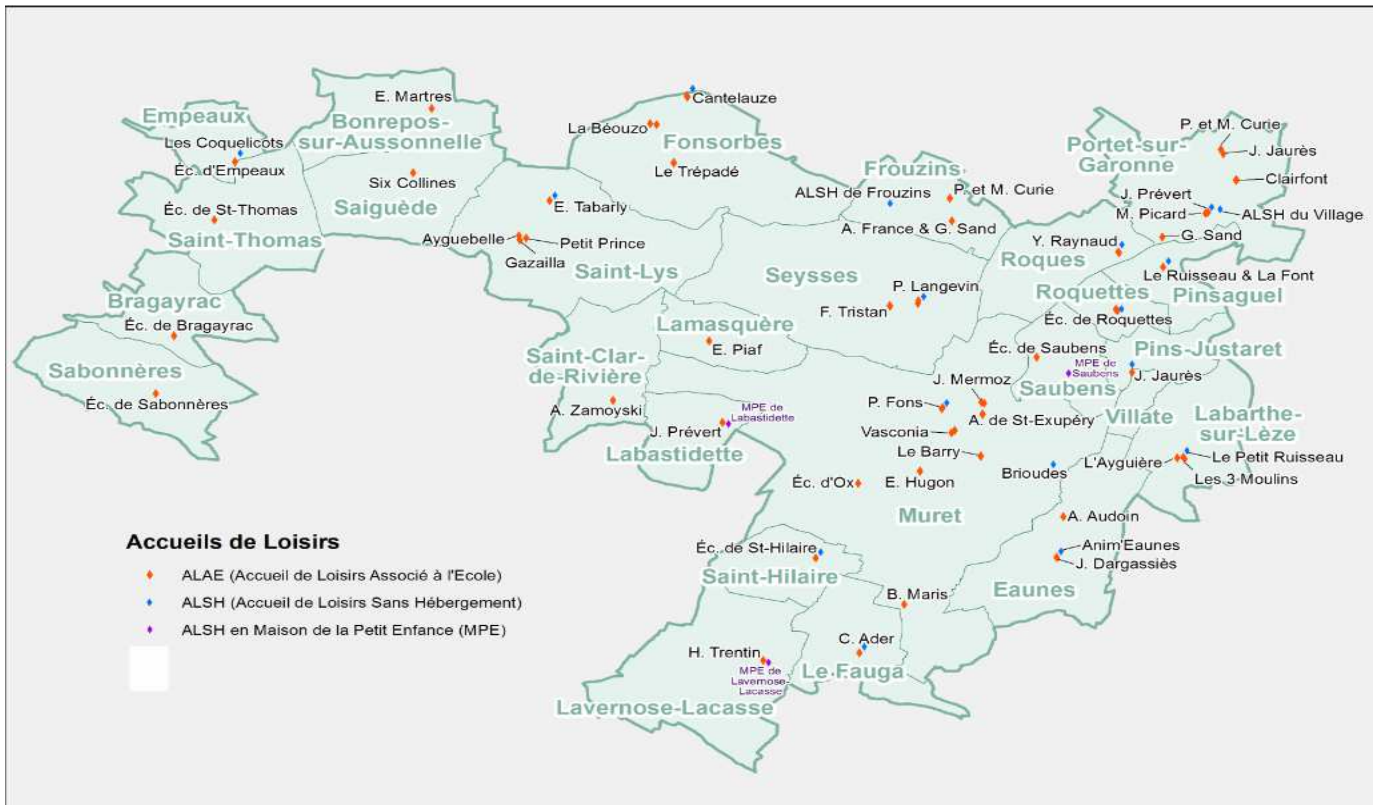 E. Martres
Empeaux
Bonrepos-
sur-Aussonnelle
Les Coquelicots
Éc. d'Empeaux
Six Collines
Saiguède
Éc. de St-Thomas
Saint-Thomas
Cantelauze
La Béouzo
Fonsorbes
Le Trépadé
E. Tabarly
Ayguebelle
Petit Prince
Gazailla
Saint-Lys
Frouzins
ALSH de Frouzins
P. et M. Curie
A. France & G. Sand
Portet-sur-
Garonne
P. et M. Curie
J. Jaurès
Clairfont
J. Prévert
M. Picard
ALSH du Village
G. Sand
Y. Raynaud
Roques
Le Ruisseau & La Font
Pinsaguel
Seysses
P. Langevin
F. Tristan
Roquettes
Éc. de Roquettes
Bragayrac
Éc. de Bragayrac
Sabonnères
Éc. de Sabonnères
Saint-Clar-
de-Rivière
A. Zamoyski
Lamasquère
E. Piaf
MPE de
Labastidette
J. Prévert
Labastidette
Éc. de Saubens
MPE de
Saubens
Saubens
Pins-Justaret
J. Jaurès
Villate
Labarthe-
sur-Lèze
J. Mermoz
P. Fons
A. de St-Exupéry
Vasconia
Le Barry
Brioudes
L'Ayguière
Le Petit Ruisseau
Les 3 Moulins
Éc. d'Ox
E. Hugon
Muret
A. Audoin
Anim'Eaunes
J. Dargassiès
Eaunes
Éc. de St-Hilaire
Saint-Hilaire
B. Maris
C. Ader
Le Fauga
H. Trentin
MPE de
Lavernose-
Lacasse
Lavernose-Lacasse
Accueils de Loisirs
ALAE (Accueil de Loisirs Associé à l'Ecole)
ALSH (Accueil de Loisirs Sans Hébergement)
ALSH en Maison de la Petit Enfance (MPE)